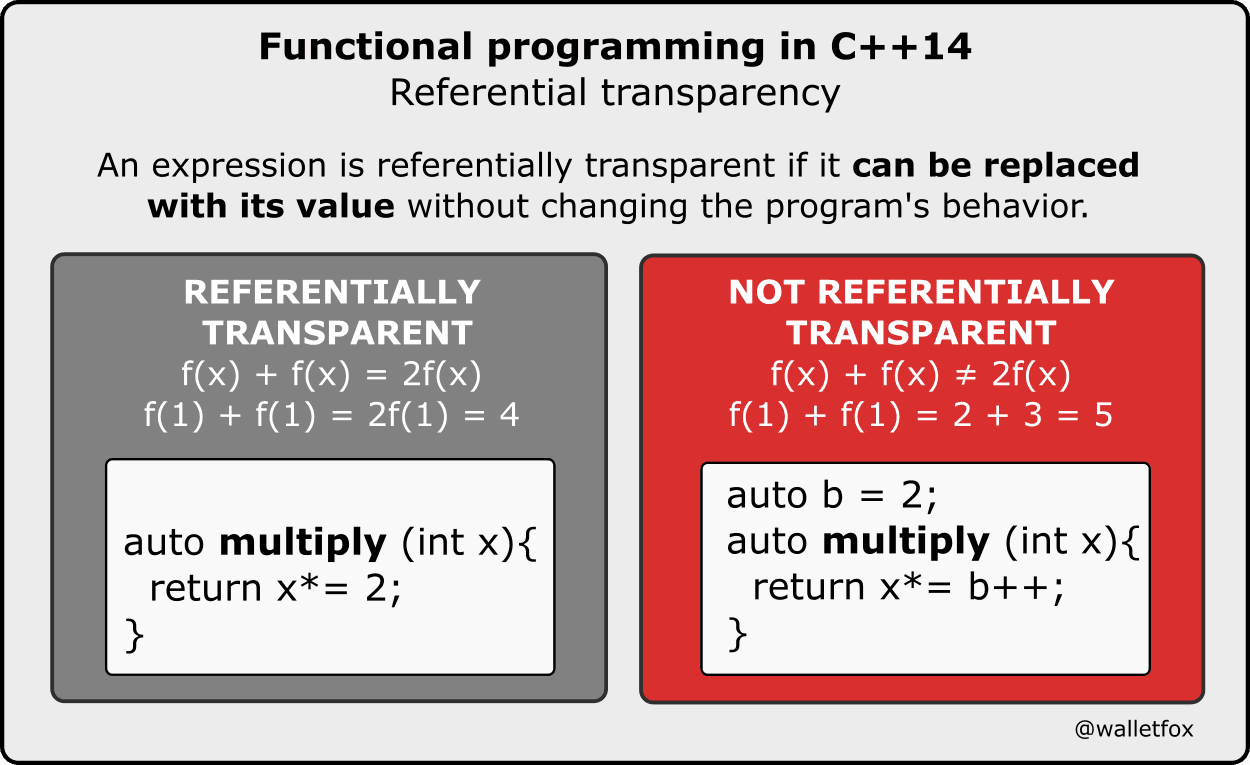 Functional programming in C++14
Referential transparency
An expression is referentially transparent if it can be replaced
with its value without changing the program's behavior.
REFERENTIALLY
TRANSPARENT
f(x) + f(x) = 2f(x)
f(1) + f(1) = 2f(1) = 4
auto multiply (int x){
return x*= 2;
}
NOT REFERENTIALLY
TRANSPARENT
f(x) + f(x) ≠ 2f(x)
f(1) + f(1) = 2 + 3 = 5
auto b = 2;
auto multiply (int x){
return x*= b++;
}
@walletfox